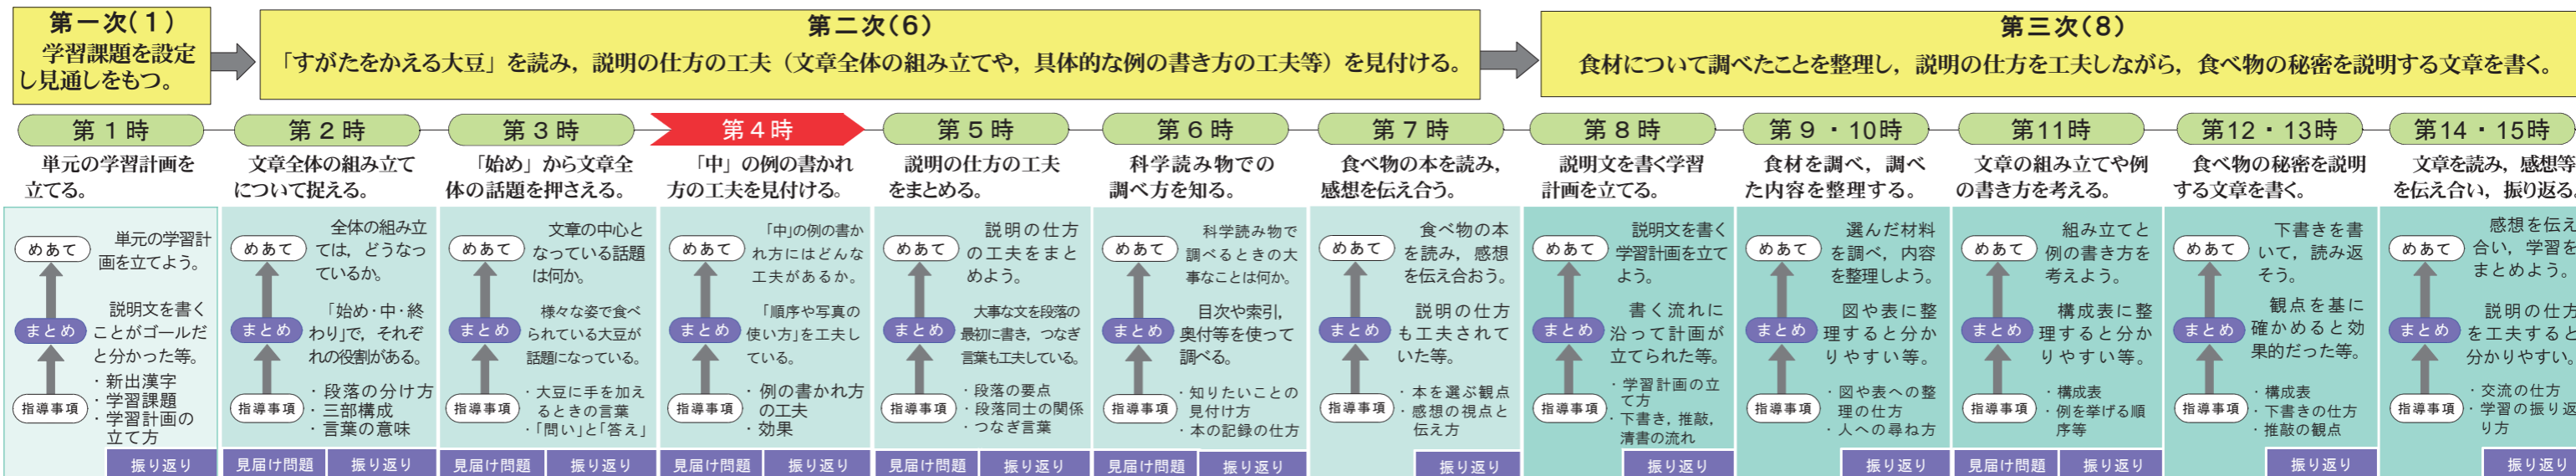 第一次(1)
学習課題を設定
し見通しをもつ。
第二次(6)
「すがたをかえる大豆」を読み，説明の仕方の工夫（文章全体の組み立てや，具体的な例の書き方の工夫等）を見付ける。
第三次(8)
食材について調べたことを整理し，説明の仕方を工夫しながら，食べ物の秘密を説明する文章を書く。
第1時
単元の学習計画を
立てる。
めあて
単元の学習計
画を立てよう。
まとめ
説明文を書く
ことがゴールだ
と分かった等。
指導事項
・新出漢字
・学習課題
・学習計画の
立て方
振り返り
第2時
文章全体の組み立て
について捉える。
めあて
全体の組み立
ては，どうなっ
ているか。
まとめ
「始め・中・終
わり」で，それぞ
れの役割がある。
指導事項
・段落の分け方
・三部構成
・言葉の意味
見届け問題
振り返り
第3時
「始め」から文章全
体の話題を押さえる。
めあて
文章の中心と
なっている話題
は何か。
まとめ
様々な姿で食べ
られている大豆が
話題になっている。
指導事項
・大豆に手を加え
るときの言葉
・「問い」と「答え」
見届け問題
振り返り
第4時
「中」の例の書かれ
方の工夫を見付ける。
めあて
「中」の例の書か
れ方にはどんな
工夫があるか。
まとめ
「順序や写真の
使い方」を工夫し
ている。
指導事項
・例の書かれ方
の工夫
・効果
見届け問題
振り返り
第5時
説明の仕方の工夫
をまとめる。
めあて
説明の仕方
の工夫をまと
めよう。
まとめ
大事な文を段落の
最初に書き，つなぎ
言葉も工夫している。
指導事項
・段落の要点
・段落同士の関係
・つなぎ言葉
見届け問題
振り返り
第6時
科学読み物での
調べ方を知る。
めあて
科学読み物で
調べるときの大
事なことは何か。
まとめ
目次や索引，
奥付等を使って
調べる。
指導事項
・知りたいことの
見付け方
・本の記録の仕方
見届け問題
振り返り
第7時
食べ物の本を読み，
感想を伝え合う。
めあて
食べ物の本
を読み，感想
を伝え合おう。
まとめ
説明の仕方
も工夫されて
いた等。
指導事項
・本を選ぶ観点
・感想の視点と
伝え方
振り返り
第8時
説明文を書く学習
計画を立てる。
めあて
説明文を書く
学習計画を立て
よう。
まとめ
書く流れに
沿って計画が
立てられた等。
指導事項
・学習計画の立
て方
・下書き，推敲，
清書の流れ
振り返り
第9・10時
食材を調べ，調べ
た内容を整理する。
めあて
選んだ材料
を調べ，内容
を整理しよう。
まとめ
図や表に整
理すると分か
りやすい等。
指導事項
・図や表への整
理の仕方
・人への尋ね方
振り返り
第11時
文章の組み立てや例
の書き方を考える。
めあて
組み立てと
例の書き方を
考えよう。
まとめ
構成表に整
理すると分か
りやすい等。
指導事項
・構成表
・例を挙げる順
序等
見届け問題
振り返り
第12・13時
食べ物の秘密を説明
する文章を書く。
めあて
下書きを書
いて，読み返
そう。
まとめ
観点を基に
確かめると効
果的だった等。
指導事項
・構成表
・下書きの仕方
・推敲の観点
振り返り
第14・15時
文章を読み，感想等
を伝え合い，振り返る。
めあて
感想を伝え
合い，学習を
まとめよう。
まとめ
説明の仕方
を工夫すると
分かりやすい。
指導事項
・交流の仕方
・学習の振り返
り方
振り返り